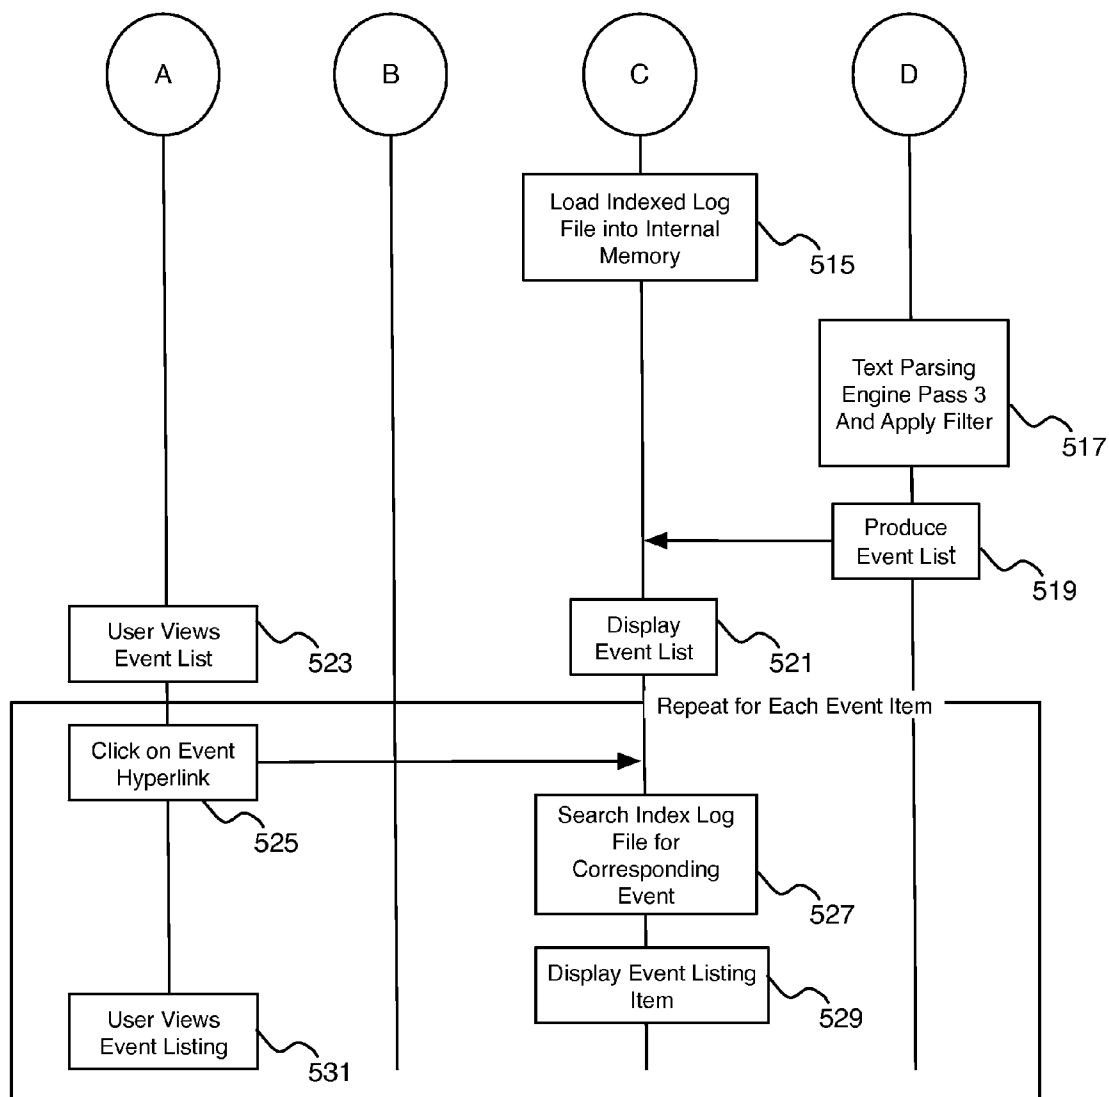 A
B
C
D
Load Indexed Log
File into Internal
Memory
515
Text Parsing
Engine Pass 3
And Apply Filter
517
Produce
Event List
519
User Views
Event List
523
Display
Event List
521
Repeat for Each Event Item
Click on Event
Hyperlink
525
Search Index Log
File for
Corresponding
Event
527
Display Event Listing
Item
529
User Views
Event Listing
531